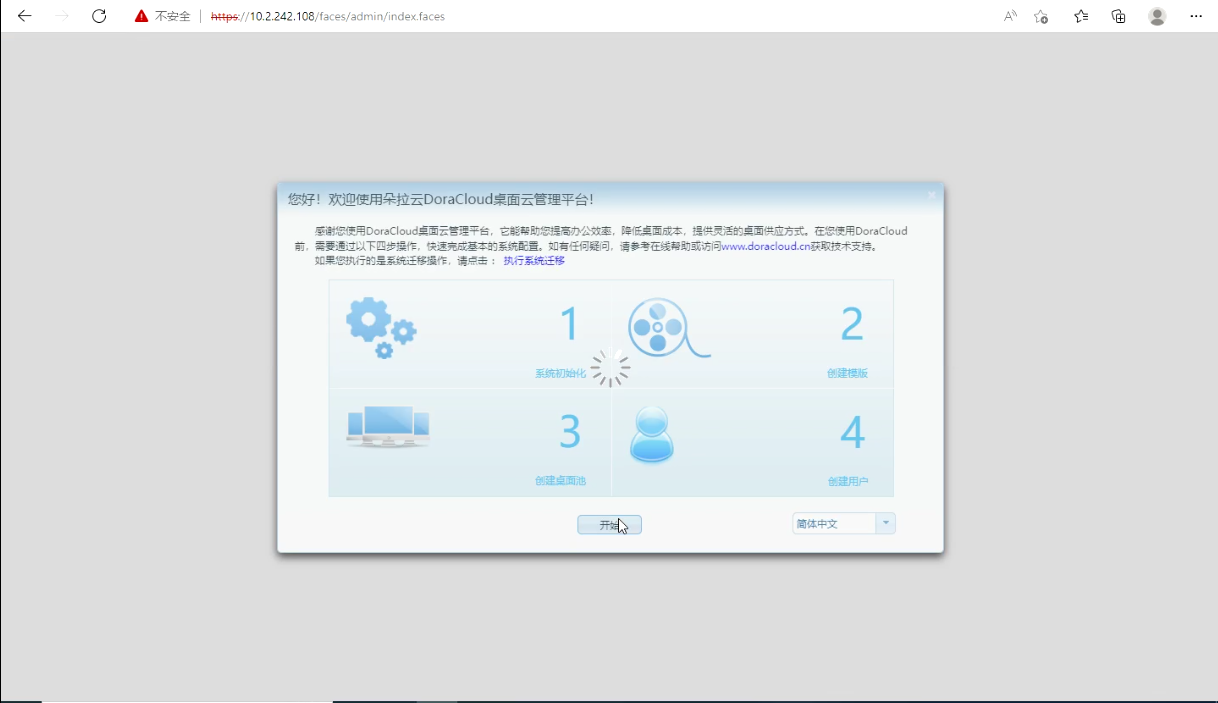 不安全 https://10.2.242.108/faces/admin/index.faces
您好！欢迎使用朵拉云DoraCloud桌面云管理平台！
感谢您使用DoraCloud桌面云管理平台，它能帮助您提高办公效率，降低桌面成本，提供灵活的桌面供应方式。在您使用DoraCloud
前，需要通过以下四步操作，快速完成基本的系统配置。如有任何疑问，请参考在线帮助或访问www.doracloud.cn获取技术支持。
如果您执行的是系统迁移操作，请点击： 执行系统迁移
1
系统初始化
2
创建模版
3
创建桌面池
4
创建用户
开始
简体中文